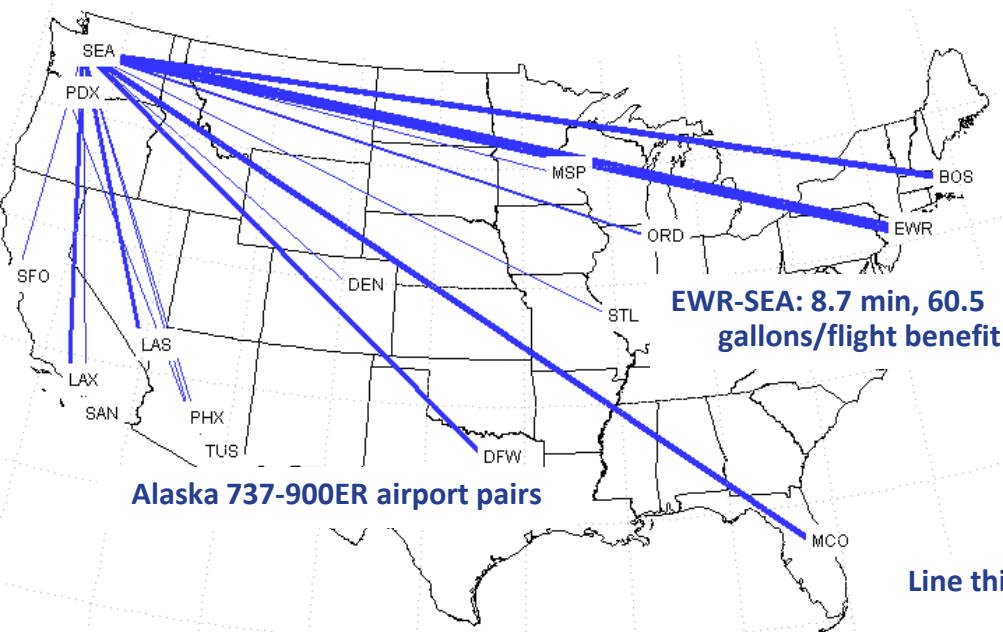 SEA
PDX
MSP
BOS
EWR
ORD
SFO
DEN
STL
EWR-SEA: 8.7 min, 60.5
gallons/flight benefit
LAS
LAX
SAN
PHX
TUS
DFW
Alaska 737-900ER airport pairs
MCO
Line